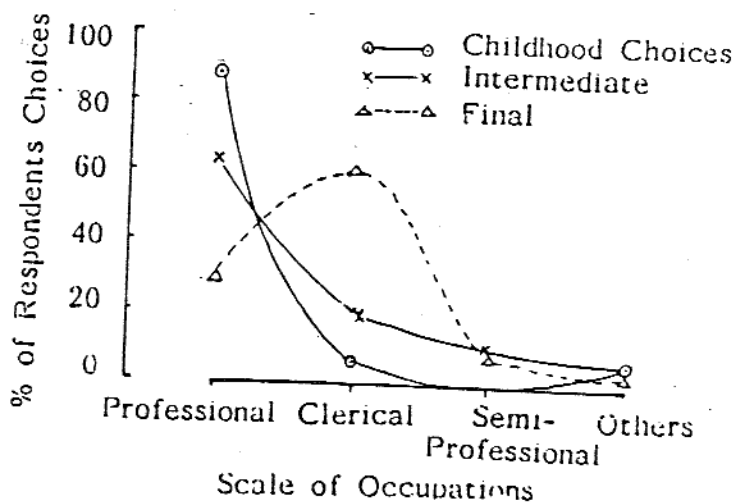 % of Respondents Choices
100
80
60
40
20
0
Childhood Choices
Intermediate
Final
Professional
Clerical
Semi-
Professional
Others
Scale of Occupations